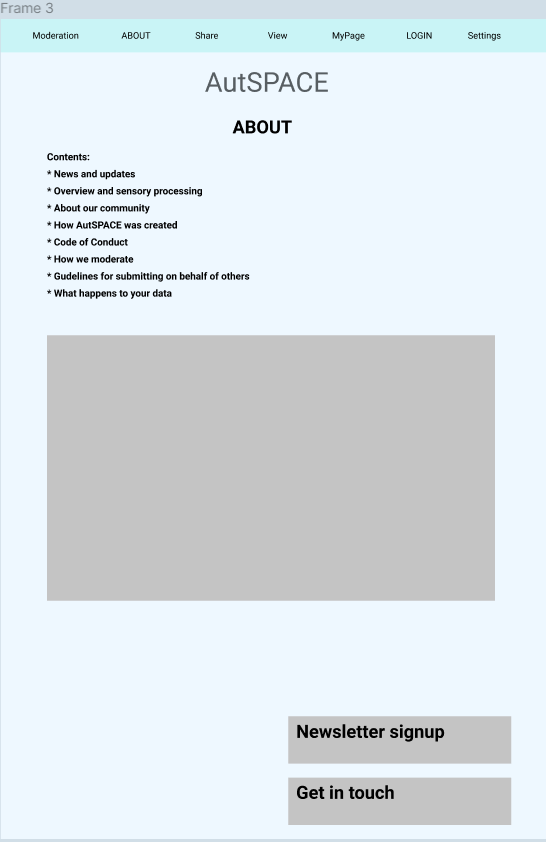 Frame 3
Moderation ABOUT Share View MyPage LOGIN Settings
AutSPACE
ABOUT
Contents:
* News and updates
* Overview and sensory processing
* About our community
* How AutSPACE was created
* Code of Conduct
* How we moderate
* Gudelines for submitting on behalf of others
* What happens to your data
Newsletter signup
Get in touch